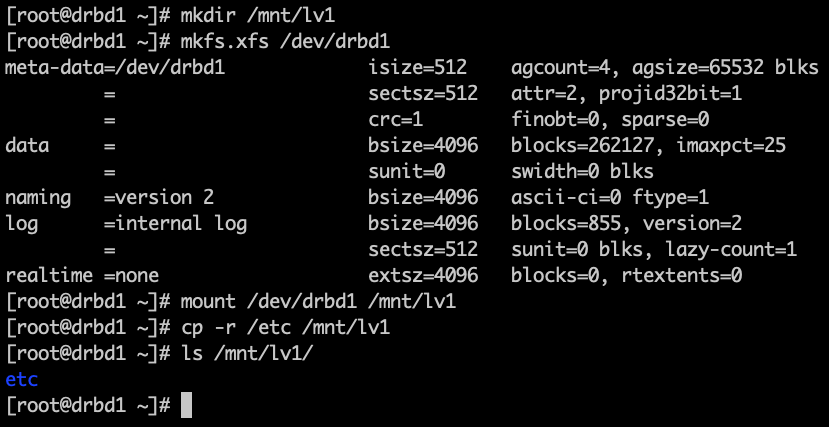 [root@drbd1 ~]# mkdir /mnt/lv1
[root@drbd1 ~]# mkfs.xfs /dev/drbd1
meta-data=/dev/drbd1             isize=512    agcount=4, agsize=65532 blks
         =                       sectsz=512   attr=2, projid32bit=1
         =                       crc=1        finobt=0, sparse=0
data     =                       bsize=4096   blocks=262127, imaxpct=25
         =                       sunit=0      swidth=0 blks
naming   =version 2              bsize=4096   ascii-ci=0 ftype=1
log      =internal log           bsize=4096   blocks=855, version=2
         =                       sectsz=512   sunit=0 blks, lazy-count=1
realtime =none                   extsz=4096   blocks=0, rtextents=0
[root@drbd1 ~]# mount /dev/drbd1 /mnt/lv1
[root@drbd1 ~]# cp -r /etc /mnt/lv1
[root@drbd1 ~]# ls /mnt/lv1/
etc
[root@drbd1 ~]#